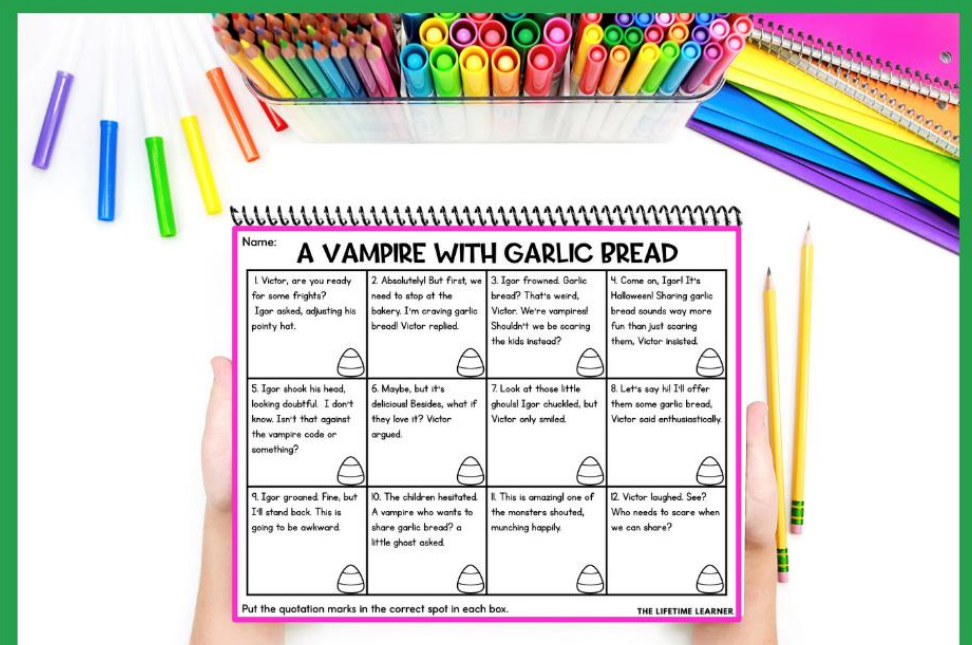 Name:
A VAMPIRE WITH GARLIC BREAD
1. Victor, are you ready
for some frights?
Igor asked, adjusting his
pointy hat.
2. Absolutely! But first, we
need to stop at the
bakery. I'm craving garlic
bread! Victor replied.
3. Igor frowned. Garlic
bread? That's weird,
Victor. We're vampires!
Shouldn't we be scaring
the kids instead?
4. Come on, Igor! It's
Halloween! Sharing garlic
bread sounds way more
fun than just scaring
them, Victor insisted.
5. Igor shook his head,
looking doubtful. I don't
know. Isn't that against
the vampire code or
something?
6. Maybe, but it's
delicious! Besides, what if
they love it? Victor
argued.
7. Look at those little
ghouls! Igor chuckled, but
Victor only smiled.
8. Let's say hi! I'll offer
them some garlic bread,
Victor said enthusiastically.
9. Igor groaned. Fine, but
I'll stand back. This is
going to be awkward.
10. The children hesitated.
A vampire who wants to
share garlic bread? a
little ghost asked.
11. This is amazing! one of
the monsters shouted,
munching happily.
12. Victor laughed. See?
Who needs to scare when
we can share?
Put the quotation marks in the correct spot in each box.
THE LIFETIME LEARNER